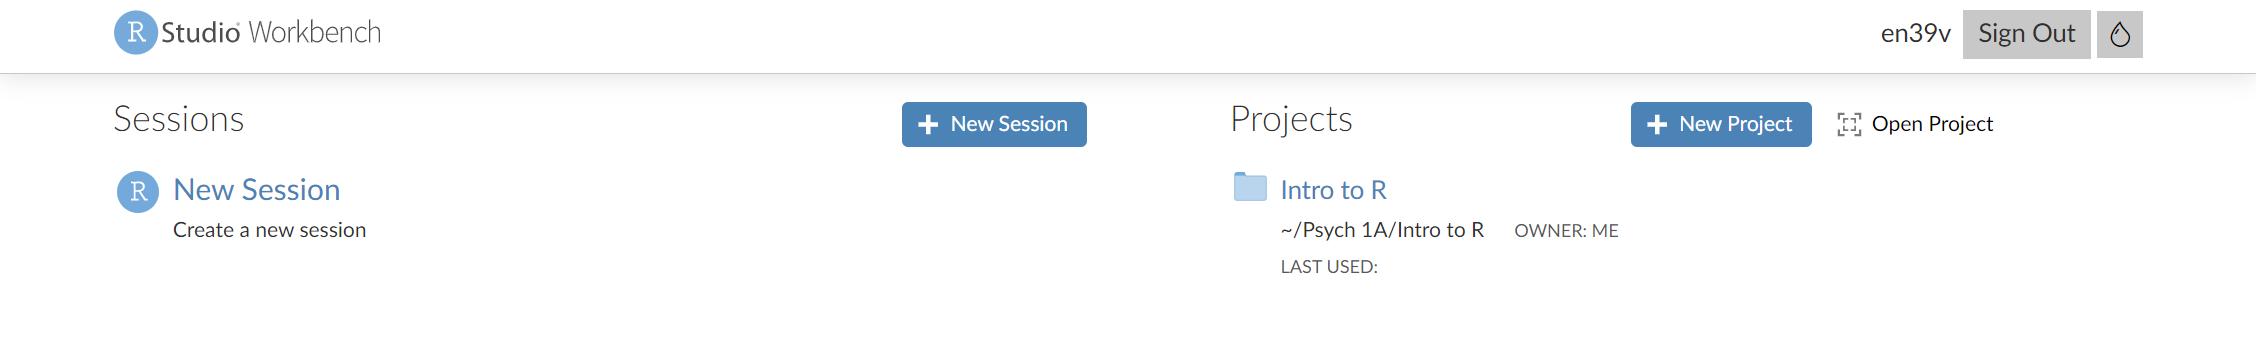 R Studio® Workbench
en39v Sign Out
Sessions
+ New Session
R New Session
Create a new session
Projects
+ New Project
Open Project
Intro to R
~/Psych 1A/Intro to R OWNER: ME
LAST USED: